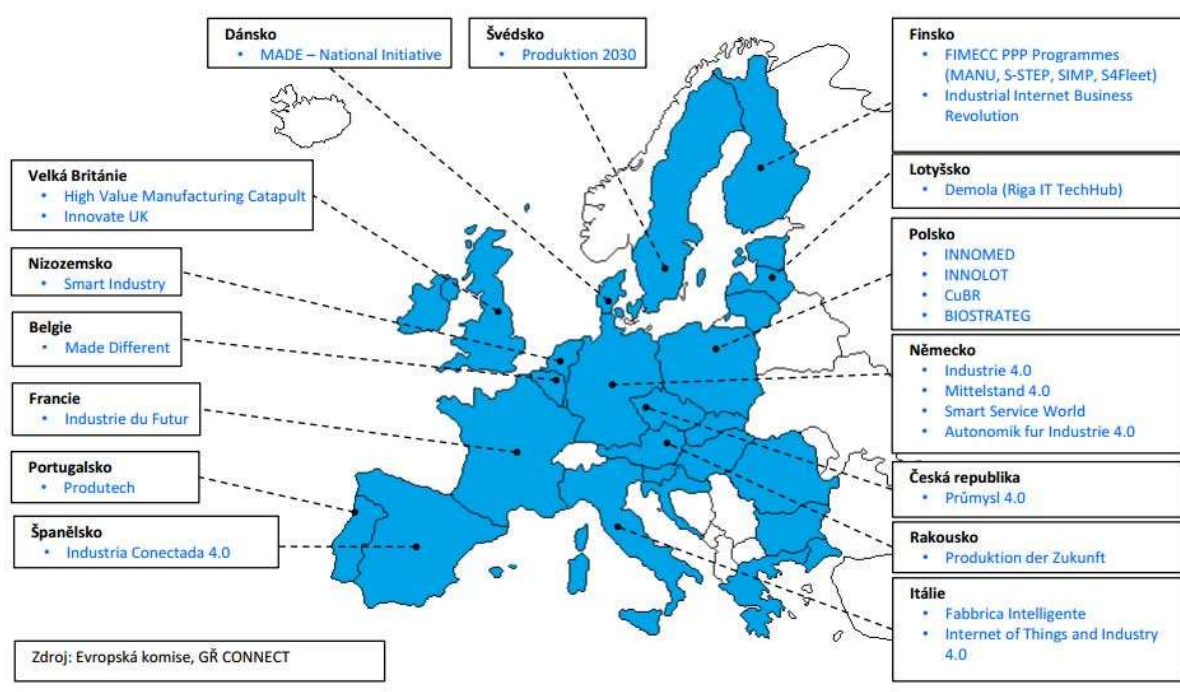 Dánsko
• MADE – National Initiative
Švédsko
• Produktion 2030
Finsko
• FIMECC PPP Programmes
(MANU, S-STEP, SIMP, S4Fleet)
• Industrial Internet Business
Revolution
Velká Británie
• High Value Manufacturing Catapult
• Innovate UK
Lotyšsko
• Demola (Riga IT TechHub)
Nizozemsko
• Smart Industry
Polsko
• INNOMED
• INNOLOT
• CuBR
• BIOSTRATEG
Belgie
• Made Different
Německo
• Industrie 4.0
• Mittelstand 4.0
• Smart Service World
• Autonomik fur Industrie 4.0
Francie
• Industrie du Futur
Portugalsko
• Produtech
Česká republika
• Průmysl 4.0
Španělsko
• Industria Conectada 4.0
Rakousko
• Produktion der Zukunft
Itálie
• Fabbrica Intelligente
• Internet of Things and Industry
4.0
Zdroj: Evropská komise, GŘ CONNECT